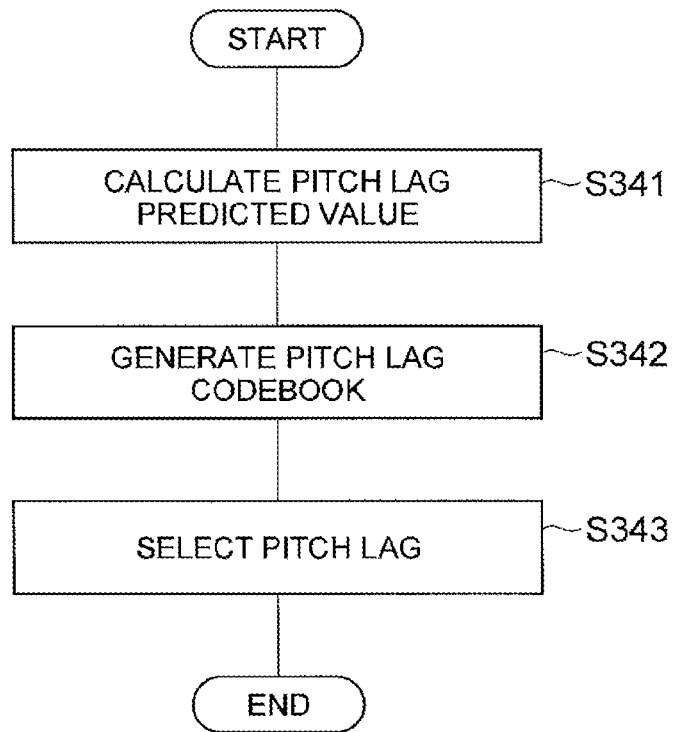 START
CALCULATE PITCH LAG
PREDICTED VALUE
S341
GENERATE PITCH LAG
CODEBOOK
S342
SELECT PITCH LAG
S343
END